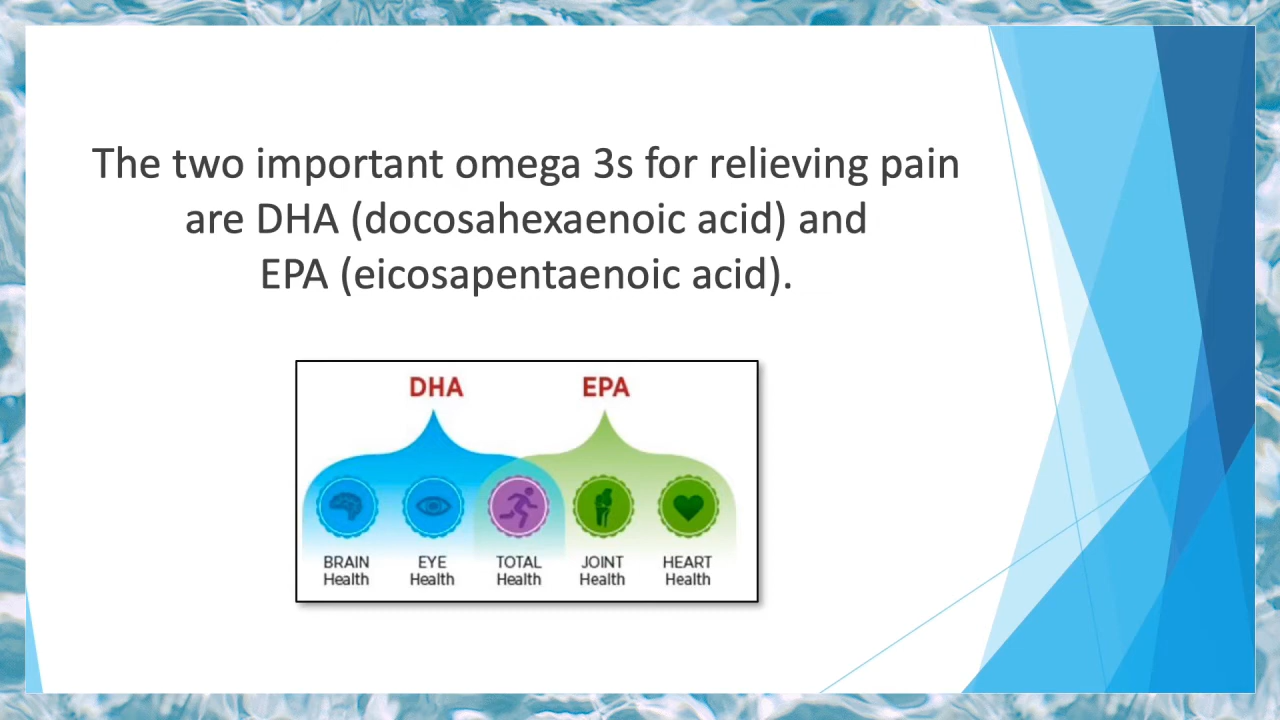 The two important omega 3s for relieving pain
are DHA (docosahexaenoic acid) and
EPA (eicosapentaenoic acid).
DHA EPA
BRAIN Health
EYE Health
TOTAL Health
JOINT Health
HEART Health